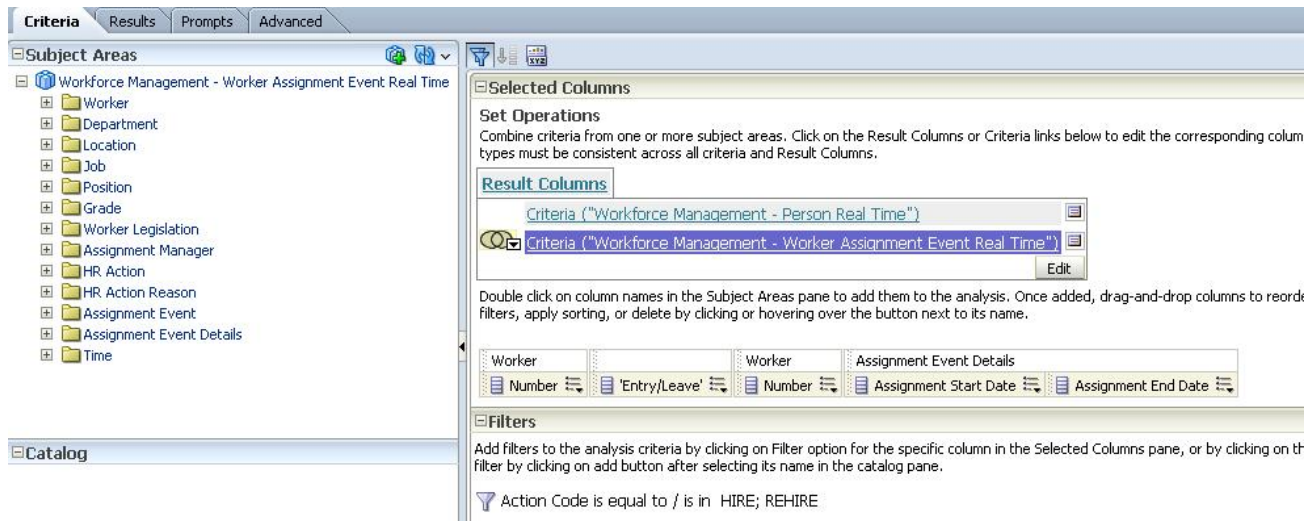 Criteria Results Prompts Advanced
Subject Areas
Workforce Management - Worker Assignment Event Real Time
Worker
Department
Location
Job
Position
Grade
Worker Legislation
Assignment Manager
HR Action
HR Action Reason
Assignment Event
Assignment Event Details
Time
Catalog
xyz
Selected Columns
Set Operations
Combine criteria from one or more subject areas. Click on the Result Columns or Criteria links below to edit the corresponding colum
types must be consistent across all criteria and Result Columns.
Result Columns
Criteria ("Workforce Management - Person Real Time")
Criteria ("Workforce Management - Worker Assignment Event Real Time")
Edit
Double click on column names in the Subject Areas pane to add them to the analysis. Once added, drag-and-drop columns to reorde
filters, apply sorting, or delete by clicking or hovering over the button next to its name.
Worker Worker Assignment Event Details
Number 'Entry/Leave' Number Assignment Start Date Assignment End Date
Filters
Add filters to the analysis criteria by clicking on Filter option for the specific column in the Selected Columns pane, or by clicking on th
filter by clicking on add button after selecting its name in the catalog pane.
Action Code is equal to / is in HIRE; REHIRE